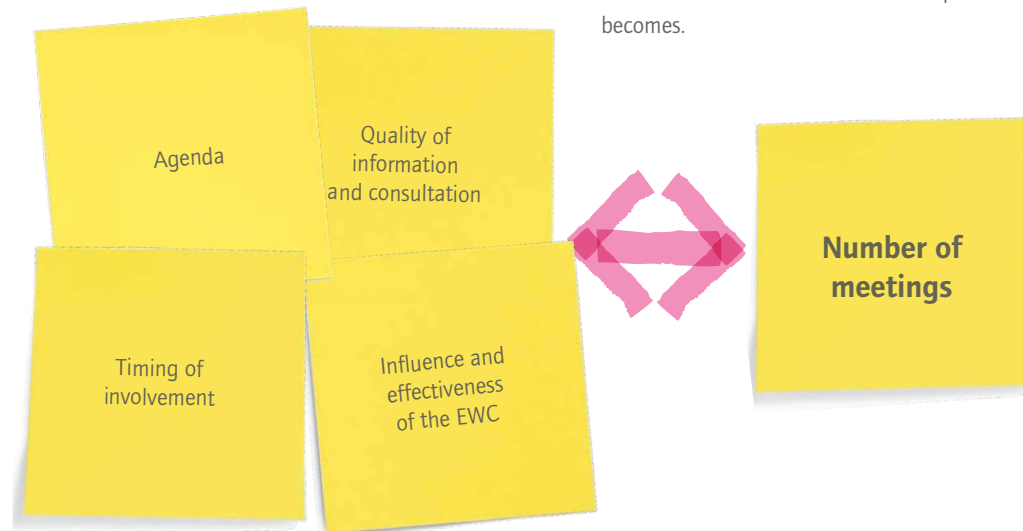 becomes.
Agenda
Quality of
information
and consultation
Timing of
involvement
Influence and
effectiveness
of the EWC
Number of
meetings